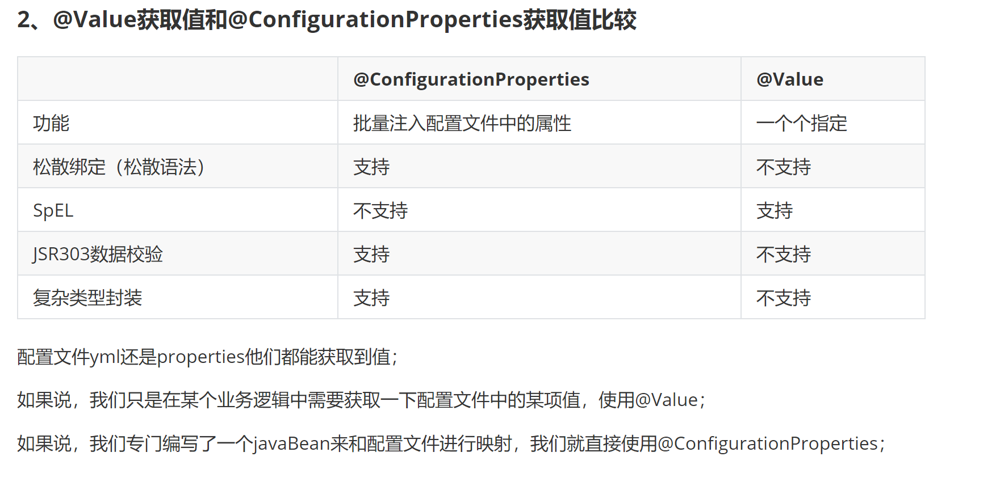 2、@Value获取值和@ConfigurationProperties获取值比较
@ConfigurationProperties @Value
功能 批量注入配置文件中的属性 一个个指定
松散绑定（松散语法） 支持 不支持
SpEL 不支持 支持
JSR303数据校验 支持 不支持
复杂类型封装 支持 不支持
配置文件yml还是properties他们都能获取到值；
如果说，我们只是在某个业务逻辑中需要获取一下配置文件中的某项值，使用@Value；
如果说，我们专门编写了一个javaBean来和配置文件进行映射，我们就直接使用@ConfigurationProperties；